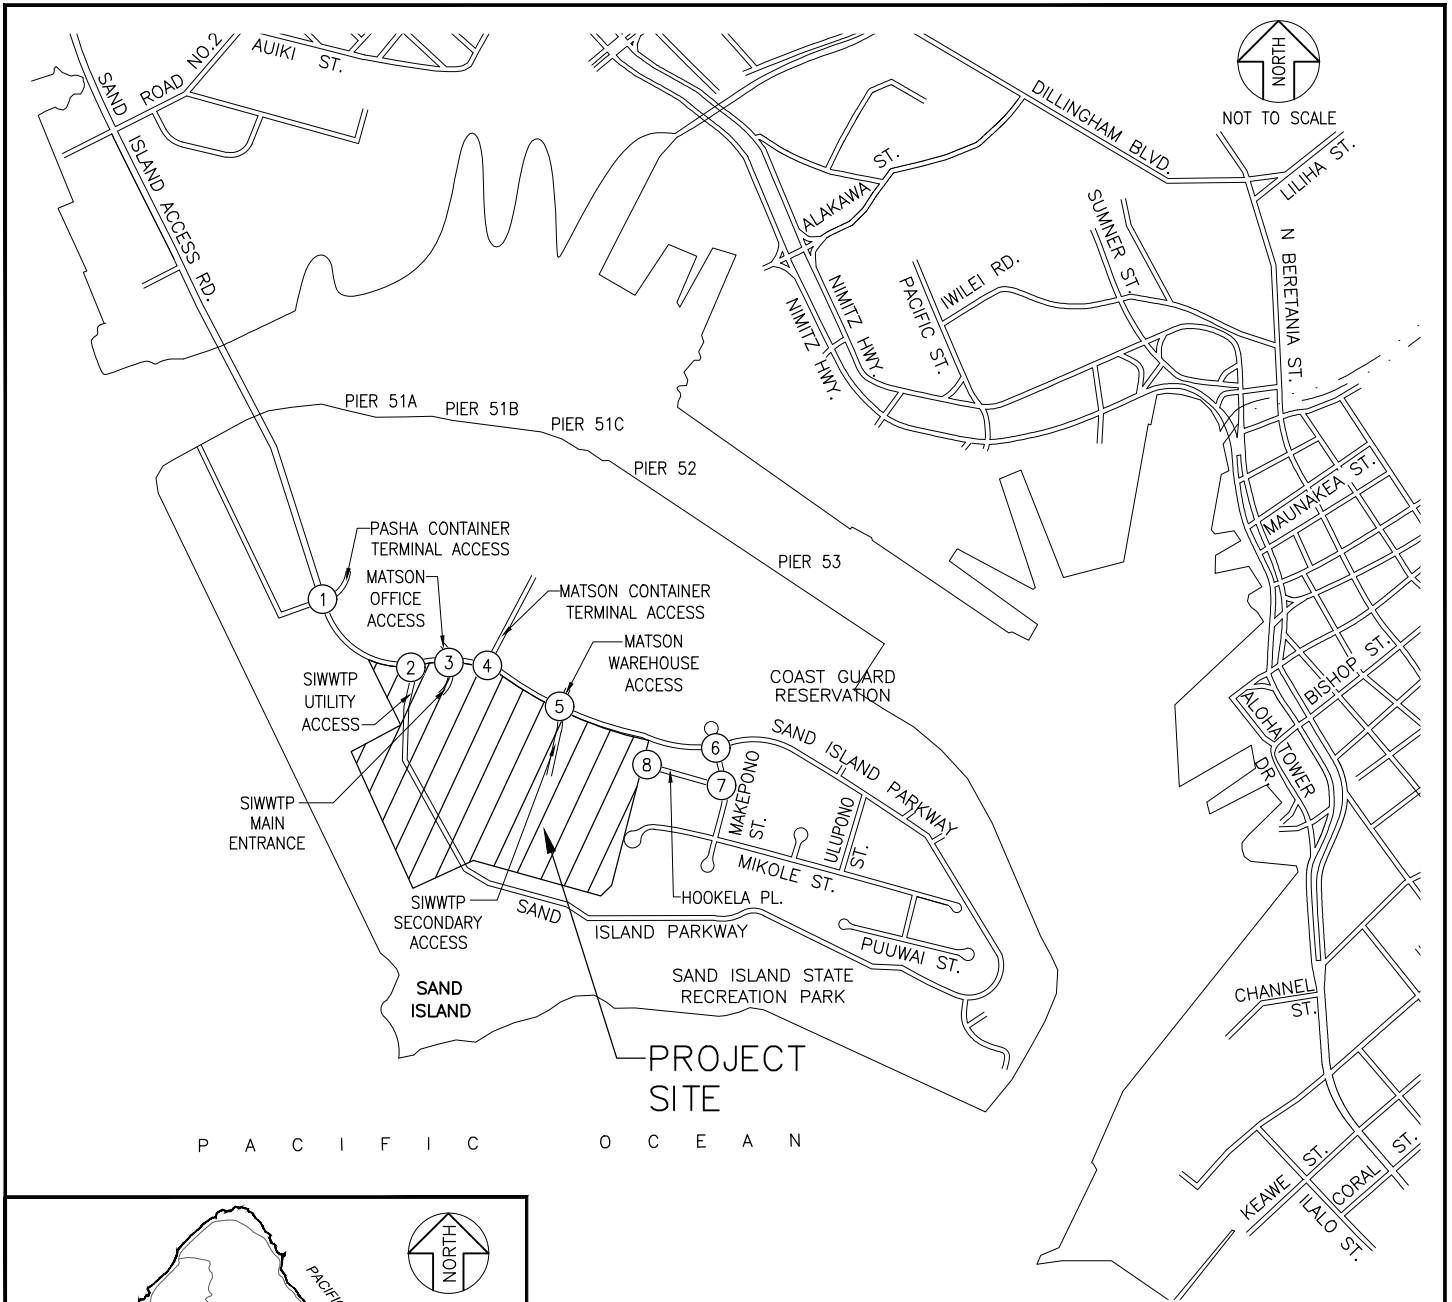 ROAD NO.2
AUIKI ST.
NORTH
NOT TO SCALE
SAND ISLAND ACCESS RD.
DILLINGHAM BLVD.
LILIHA ST.
ALAKAWA ST.
SUMNER ST.
N BERETANIA ST.
IWILEI RD.
PACIFIC ST.
NIMITZ HWY.
NIMITZ HWY.
PIER 51A
PIER 51B
PIER 51C
PIER 52
PIER 53
MAUNAKEA ST.
PASHA CONTAINER
TERMINAL ACCESS
MATSON
OFFICE
ACCESS
MATSON CONTAINER
TERMINAL ACCESS
MATSON
WAREHOUSE
ACCESS
1
2
3
4
5
6
7
8
SIWWTP
UTILITY
ACCESS
COAST GUARD
RESERVATION
BISHOP ST.
ALOHA TOWER
DR.
SAND ISLAND PARKWAY
MAKEPONO
ST.
ULUPONO
ST.
SIWWTP
MAIN
ENTRANCE
MIKOLE ST.
HOOKELA PL.
SIWWTP
SECONDARY
ACCESS
SAND
ISLAND PARKWAY
PUUWAI ST.
SAND ISLAND STATE
RECREATION PARK
SAND
ISLAND
CHANNEL
ST.
PROJECT
SITE
PACIFIC OCEAN
KEAWE ST.
CORAL ST.
ILALO ST.
NORTH
PACIFIC